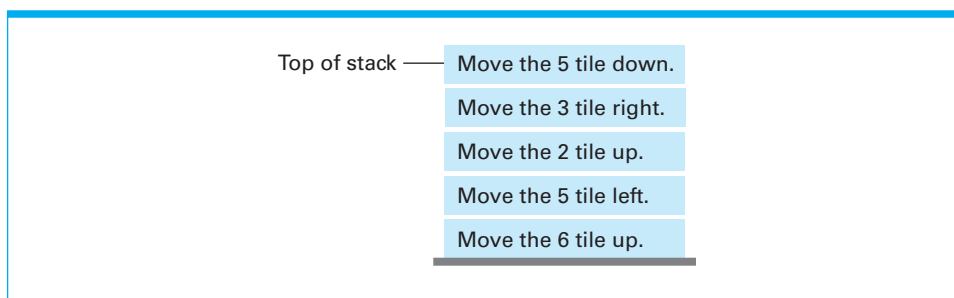 Top of stack
Move the 5 tile down.
Move the 3 tile right.
Move the 2 tile up.
Move the 5 tile left.
Move the 6 tile up.